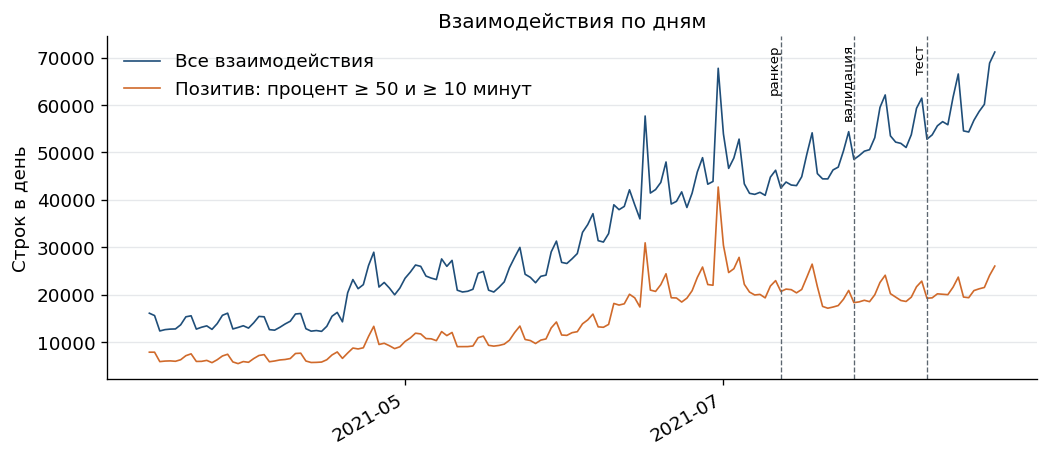 Взаимодействия по дням
Все взаимодействия
Позитив: процент ≥ 50 и ≥ 10 минут
ранкер
валидация
тест
Строк в день
70000
60000
50000
40000
30000
20000
10000
2021-05
2021-07